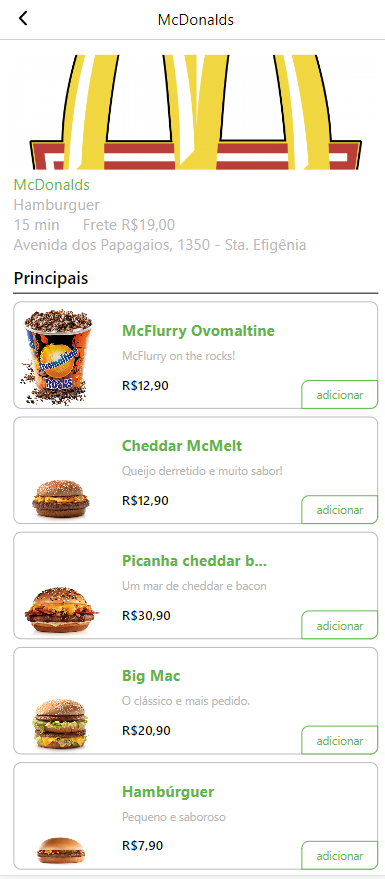 McDonalds
McDonalds
Hamburguer
15 min Frete R$19,00
Avenida dos Papagaios, 1350 - Sta. Efigênia
Principais
Ovomaltine
ROCKS
McFlurry Ovomaltine
McFlurry on the rocks!
R$12,90
adicionar
Cheddar McMelt
Queijo derretido e muito sabor!
R$12,90
adicionar
Picanha cheddar b...
Um mar de cheddar e bacon
R$30,90
adicionar
Big Mac
O clássico e mais pedido.
R$20,90
adicionar
Hambúrguer
Pequeno e saboroso
R$7,90
adicionar